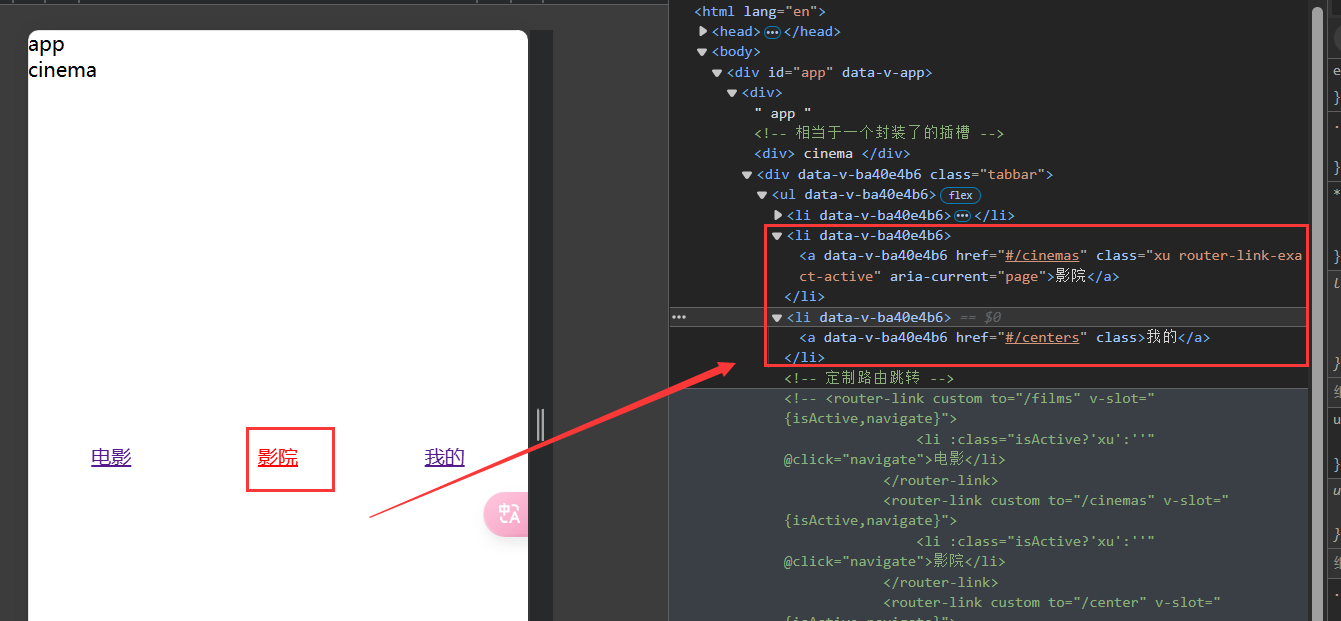 app
cinema
电影
影院
我的
中A
<html lang="en">
<head> ••• </head>
<body>
<div id="app" data-v-app>
<div>
" app "
<!-- 相当于一个封装了的插槽 -->
<div> cinema </div>
<div data-v-ba40e4b6 class="tabbar">
<ul data-v-ba40e4b6> flex
<li data-v-ba40e4b6> ••• </li>
<li data-v-ba40e4b6>
<a data-v-ba40e4b6 href="#/cinemas" class="xu router-link-exa
ct-active" aria-current="page">影院</a>
</li>
••• <li data-v-ba40e4b6> == $0
<a data-v-ba40e4b6 href="#/centers" class>我的</a>
</li>
<!-- 定制路由跳转 -->
<!-- <router-link custom to="/films" v-slot="
{isActive,navigate}">
<li :class="isActive?'xu':''"
@click="navigate">电影</li>
</router-link>
<router-link custom to="/cinemas" v-slot="
{isActive,navigate}">
<li :class="isActive?'xu':''"
@click="navigate">影院</li>
</router-link>
<router-link custom to="/center" v-slot="
{isActive,navigate}">